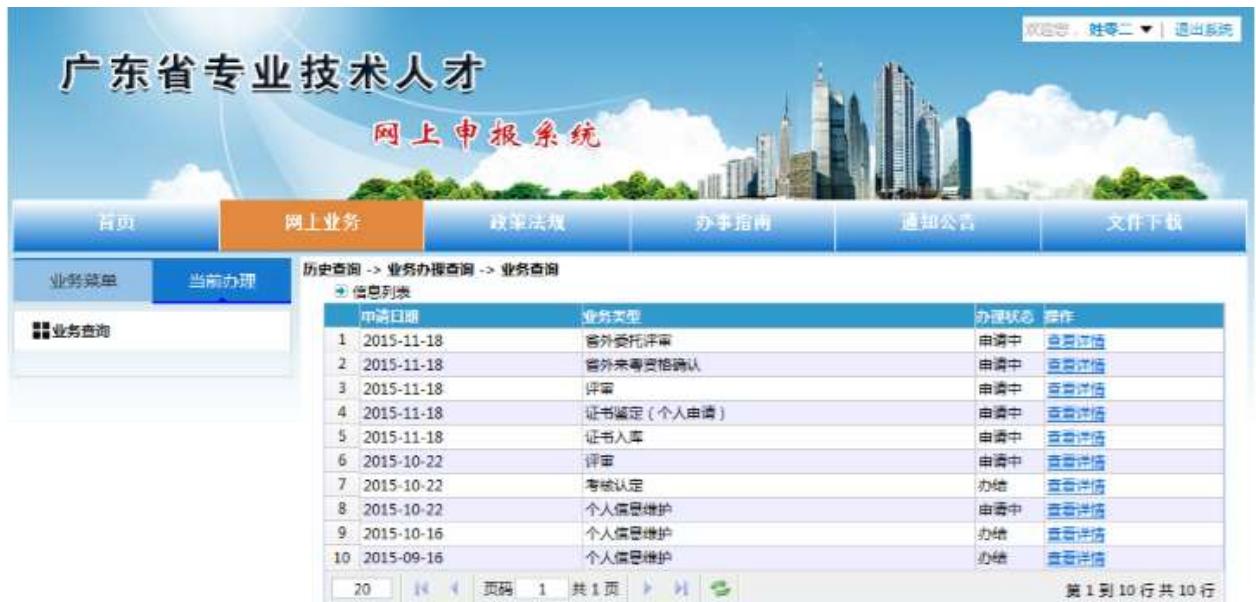 欢迎您，姓零二 ▼ | 退出系统
广东省专业技术人才
网上申报系统
首页 网上业务 政策法规 办事指南 通知公告 文件下载
业务菜单 当前办理
业务查询
历史查询 -> 业务办理查询 -> 业务查询
信息列表
申请日期 业务类型 办理状态 操作
1 2015-11-18 省外委托评审 申请中 查看详情
2 2015-11-18 省外来粤资格确认 申请中 查看详情
3 2015-11-18 评审 申请中 查看详情
4 2015-11-18 证书鉴定（个人申请） 申请中 查看详情
5 2015-11-18 证书入库 申请中 查看详情
6 2015-10-22 评审 申请中 查看详情
7 2015-10-22 考核认定 办结 查看详情
8 2015-10-22 个人信息维护 申请中 查看详情
9 2015-10-16 个人信息维护 办结 查看详情
10 2015-09-16 个人信息维护 办结 查看详情
20 页码 1 共1页 第1到10行共10行